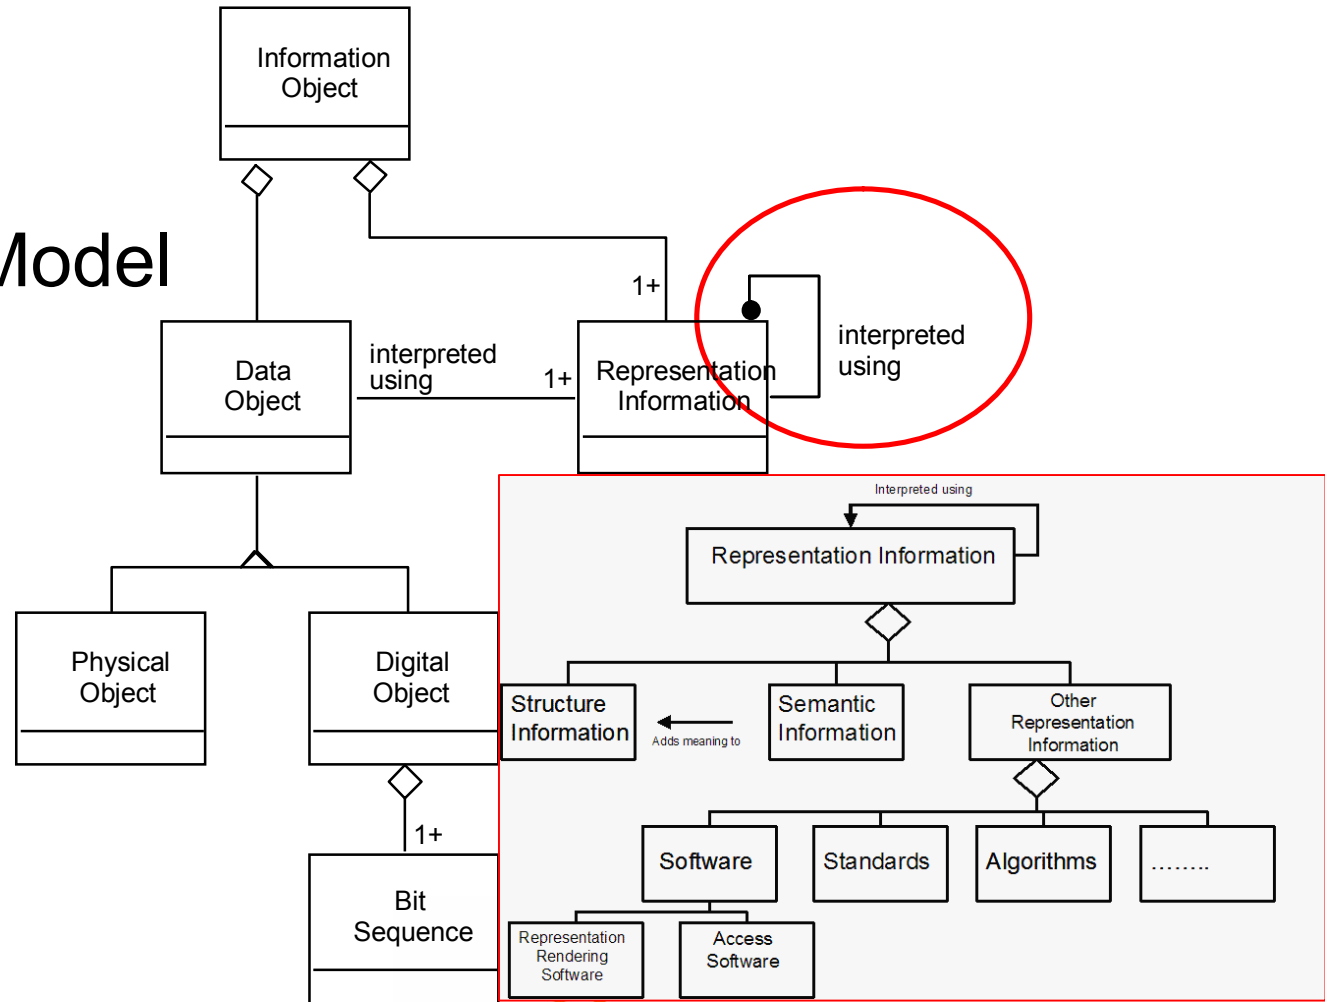 Information
Object
Model
1+
interpreted
using
Data
Object
interpreted
using
1+
Representation
Information
Interpreted using
Representation Information
Physical
Object
Digital
Object
Structure
Information
Adds meaning to
Semantic
Information
Other
Representation
Information
1+
Software
Standards
Algorithms
........
Bit
Sequence
Representation
Rendering
Software
Access
Software